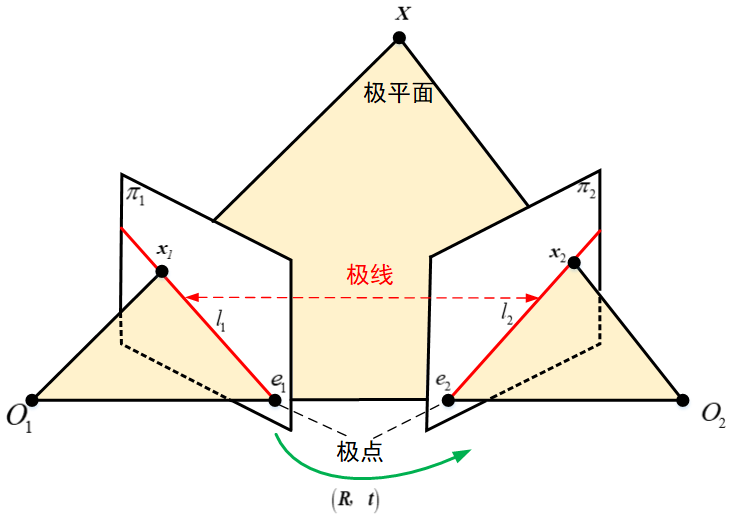 X
极平面
π₁
π₂
x₁
x₂
极线
l₁
l₂
e₁
e₂
O₁
O₂
极点
(R, t)